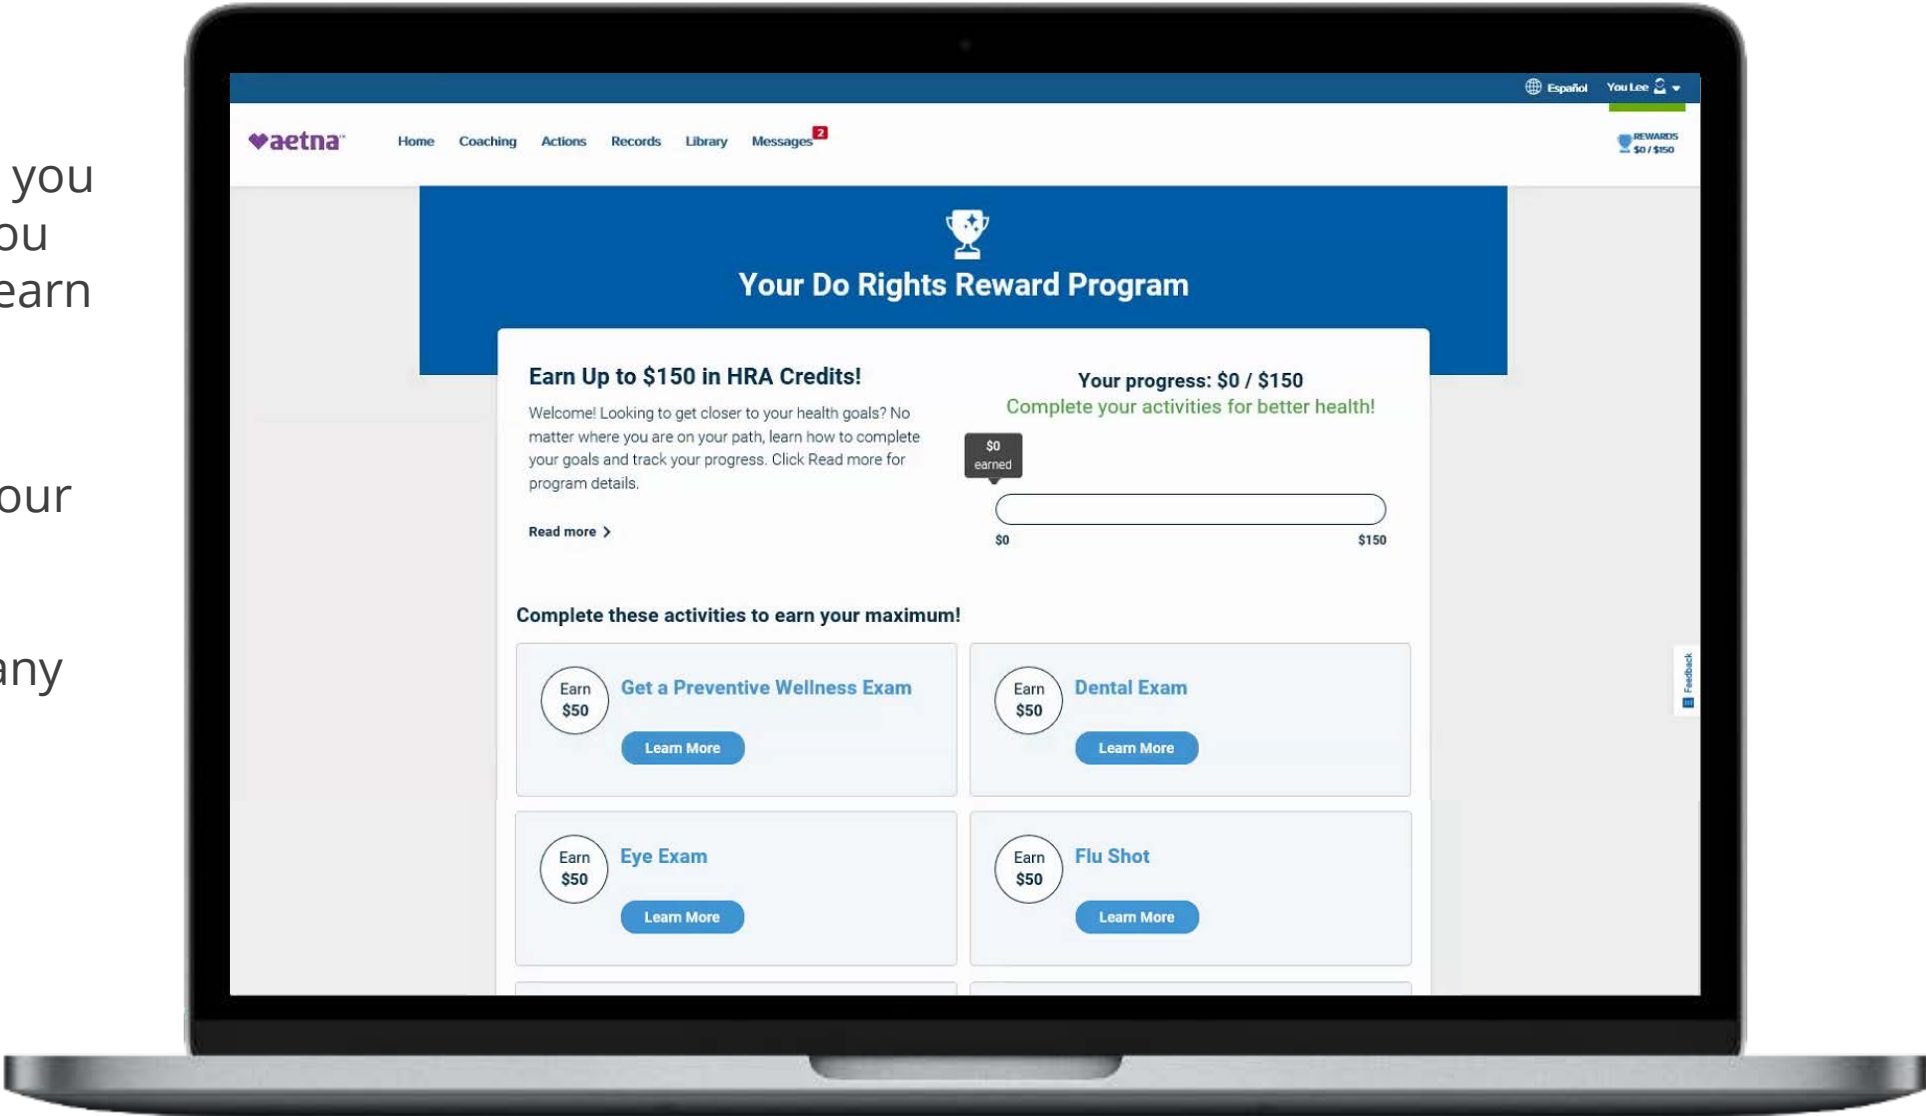 you
ou
earn
our
any
Español You Lee
aetna™ Home Coaching Actions Records Library Messages 2
REWARDS
$0 / $150
Your Do Rights Reward Program
Earn Up to $150 in HRA Credits!
Welcome! Looking to get closer to your health goals? No
matter where you are on your path, learn how to complete
your goals and track your progress. Click Read more for
program details.
Read more
Your progress: $0 / $150
Complete your activities for better health!
$0
earned
$0 $150
Complete these activities to earn your maximum!
Earn
$50
Get a Preventive Wellness Exam
Learn More
Earn
$50
Dental Exam
Learn More
Earn
$50
Eye Exam
Learn More
Earn
$50
Flu Shot
Learn More
Feedback